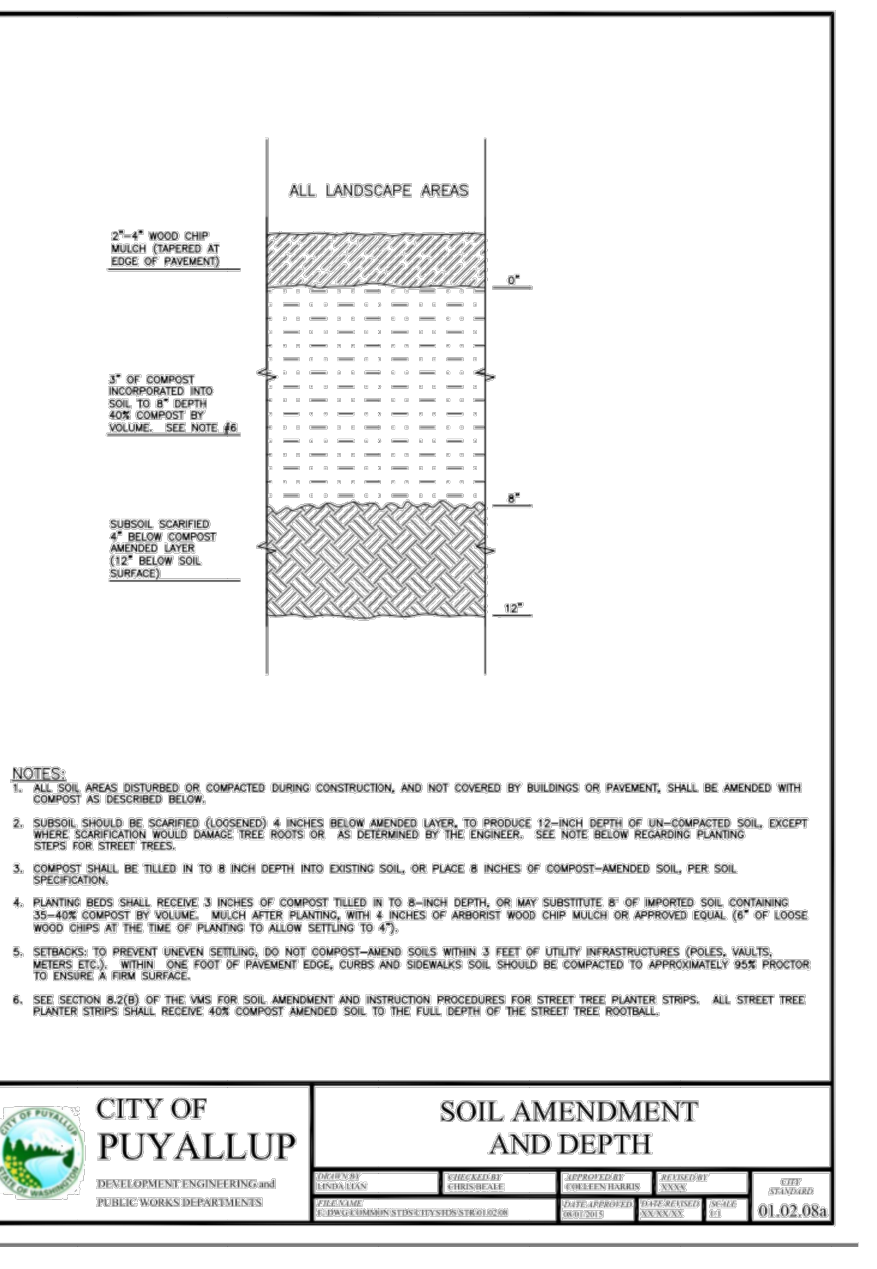 ALL LANDSCAPE AREAS
2"-4" WOOD CHIP
MULCH (TAPERED AT
EDGE OF PAVEMENT)
0"
3" OF COMPOST
INCORPORATED INTO
SOIL TO 8" DEPTH
40% COMPOST BY
VOLUME. SEE NOTE #6
8"
SUBSOIL SCARIFIED
4" BELOW COMPOST
AMENDED LAYER
(12" BELOW SOIL
SURFACE)
12"
NOTES:
1. ALL SOIL AREAS DISTURBED OR COMPACTED DURING CONSTRUCTION, AND NOT COVERED BY BUILDINGS OR PAVEMENT, SHALL BE AMENDED WITH
COMPOST AS DESCRIBED BELOW.
2. SUBSOIL SHOULD BE SCARIFIED (LOOSENED) 4 INCHES BELOW AMENDED LAYER, TO PRODUCE 12-INCH DEPTH OF UN-COMPACTED SOIL, EXCEPT
WHERE SCARIFICATION WOULD DAMAGE TREE ROOTS OR AS DETERMINED BY THE ENGINEER. SEE NOTE BELOW REGARDING PLANTING
STEPS FOR STREET TREES.
3. COMPOST SHALL BE TILLED IN TO 8 INCH DEPTH INTO EXISTING SOIL, OR PLACE 8 INCHES OF COMPOST-AMENDED SOIL, PER SOIL
SPECIFICATION.
4. PLANTING BEDS SHALL RECEIVE 3 INCHES OF COMPOST TILLED IN TO 8-INCH DEPTH, OR MAY SUBSTITUTE 8' OF IMPORTED SOIL CONTAINING
35-40% COMPOST BY VOLUME. MULCH AFTER PLANTING, WITH 4 INCHES OF ARBORIST WOOD CHIP MULCH OR APPROVED EQUAL (6" OF LOOSE
WOOD CHIPS AT THE TIME OF PLANTING TO ALLOW SETTLING TO 4").
5. SETBACKS: TO PREVENT UNEVEN SETTLING, DO NOT COMPOST-AMEND SOILS WITHIN 3 FEET OF UTILITY INFRASTRUCTURES (POLES, VAULTS,
METERS ETC.). WITHIN ONE FOOT OF PAVEMENT EDGE, CURBS AND SIDEWALKS SOIL SHOULD BE COMPACTED TO APPROXIMATELY 95% PROCTOR
TO ENSURE A FIRM SURFACE.
6. SEE SECTION 8.2(B) OF THE VMS FOR SOIL AMENDMENT AND INSTRUCTION PROCEDURES FOR STREET TREE PLANTER STRIPS. ALL STREET TREE
PLANTER STRIPS SHALL RECEIVE 40% COMPOST AMENDED SOIL TO THE FULL DEPTH OF THE STREET TREE ROOTBALL.
CITY OF PUYALLUP
STATE OF WASHINGTON
CITY OF
PUYALLUP
DEVELOPMENT ENGINEERING and
PUBLIC WORKS DEPARTMENTS
SOIL AMENDMENT
AND DEPTH
DRAWN BY
LINDA LIAN
CHECKED BY
CHRIS BEALE
APPROVED BY
COLLEEN HARRIS
REVISED BY
XXXX
FILE NAME
DATE APPROVED
08/01/2015
DATE REVISED
XX/XX/XX
SCALE
1:1
CITY
STANDARD
01.02.08a